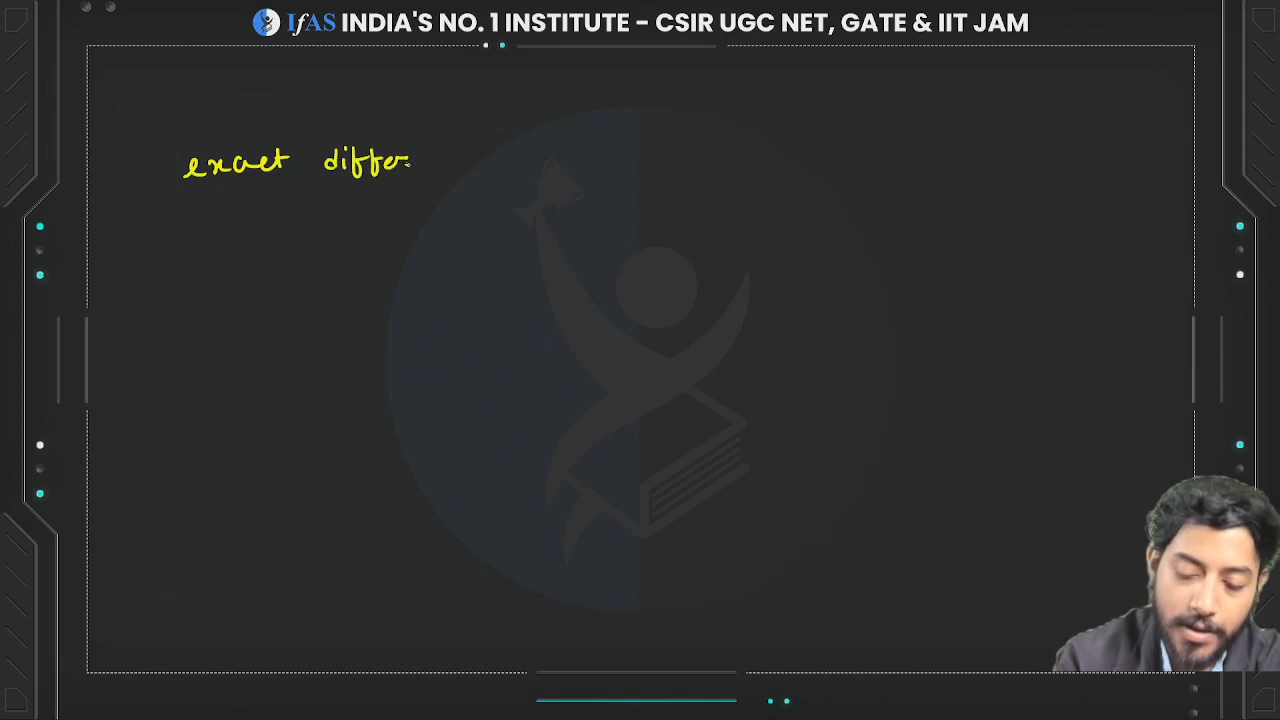 IfAS INDIA'S NO. 1 INSTITUTE - CSIR UGC NET, GATE & IIT JAM
exact differ